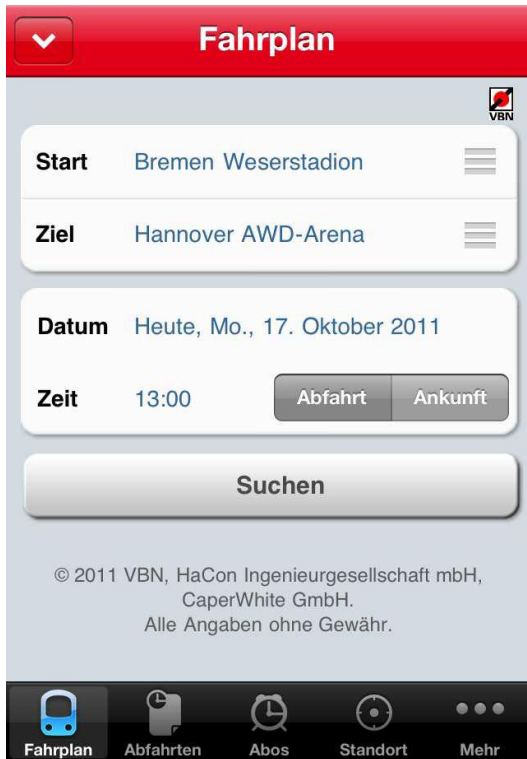 Fahrplan
VBN
Start Bremen Weserstadion
Ziel Hannover AWD-Arena
Datum Heute, Mo., 17. Oktober 2011
Zeit 13:00 Abfahrt Ankunft
Suchen
© 2011 VBN, HaCon Ingenieurgesellschaft mbH,
CaperWhite GmbH.
Alle Angaben ohne Gewähr.
Fahrplan Abfahrten Abos Standort Mehr